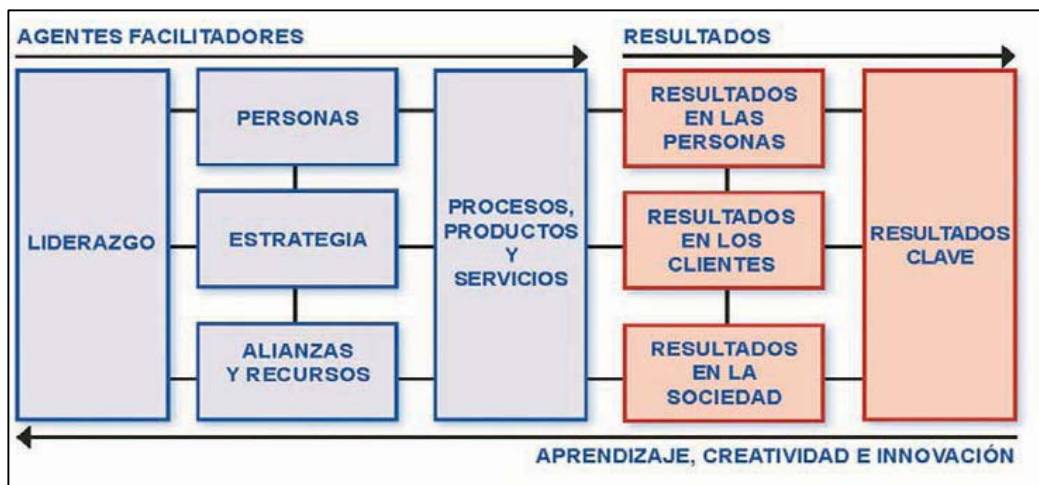 AGENTES FACILITADORES
RESULTADOS
LIDERAZGO
PERSONAS
ESTRATEGIA
ALIANZAS
Y RECURSOS
PROCESOS,
PRODUCTOS
Y
SERVICIOS
RESULTADOS
EN LAS
PERSONAS
RESULTADOS
EN LOS
CLIENTES
RESULTADOS
EN LA
SOCIEDAD
RESULTADOS
CLAVE
APRENDIZAJE, CREATIVIDAD E INNOVACIÓN